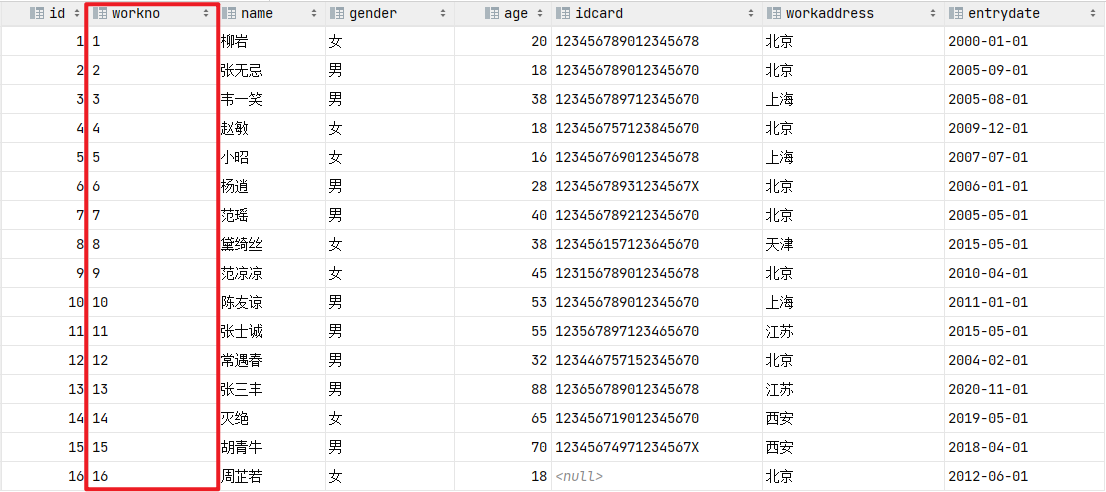 id workno name gender age idcard workaddress entrydate
1 1 柳岩 女 20 123456789012345678 北京 2000-01-01
2 2 张无忌 男 18 123456789012345670 北京 2005-09-01
3 3 韦一笑 男 38 123456789712345670 上海 2005-08-01
4 4 赵敏 女 18 123456757123845670 北京 2009-12-01
5 5 小昭 女 16 123456769012345678 上海 2007-07-01
6 6 杨逍 男 28 12345678931234567X 北京 2006-01-01
7 7 范瑶 男 40 123456789212345670 北京 2005-05-01
8 8 黛绮丝 女 38 123456157123645670 天津 2015-05-01
9 9 范凉凉 女 45 123156789012345678 北京 2010-04-01
10 10 陈友谅 男 53 123456789012345670 上海 2011-01-01
11 11 张士诚 男 55 123567897123465670 江苏 2015-05-01
12 12 常遇春 男 32 123446757152345670 北京 2004-02-01
13 13 张三丰 男 88 123656789012345678 江苏 2020-11-01
14 14 灭绝 女 65 123456719012345670 西安 2019-05-01
15 15 胡青牛 男 70 12345674971234567X 西安 2018-04-01
16 16 周芷若 女 18 <null> 北京 2012-06-01